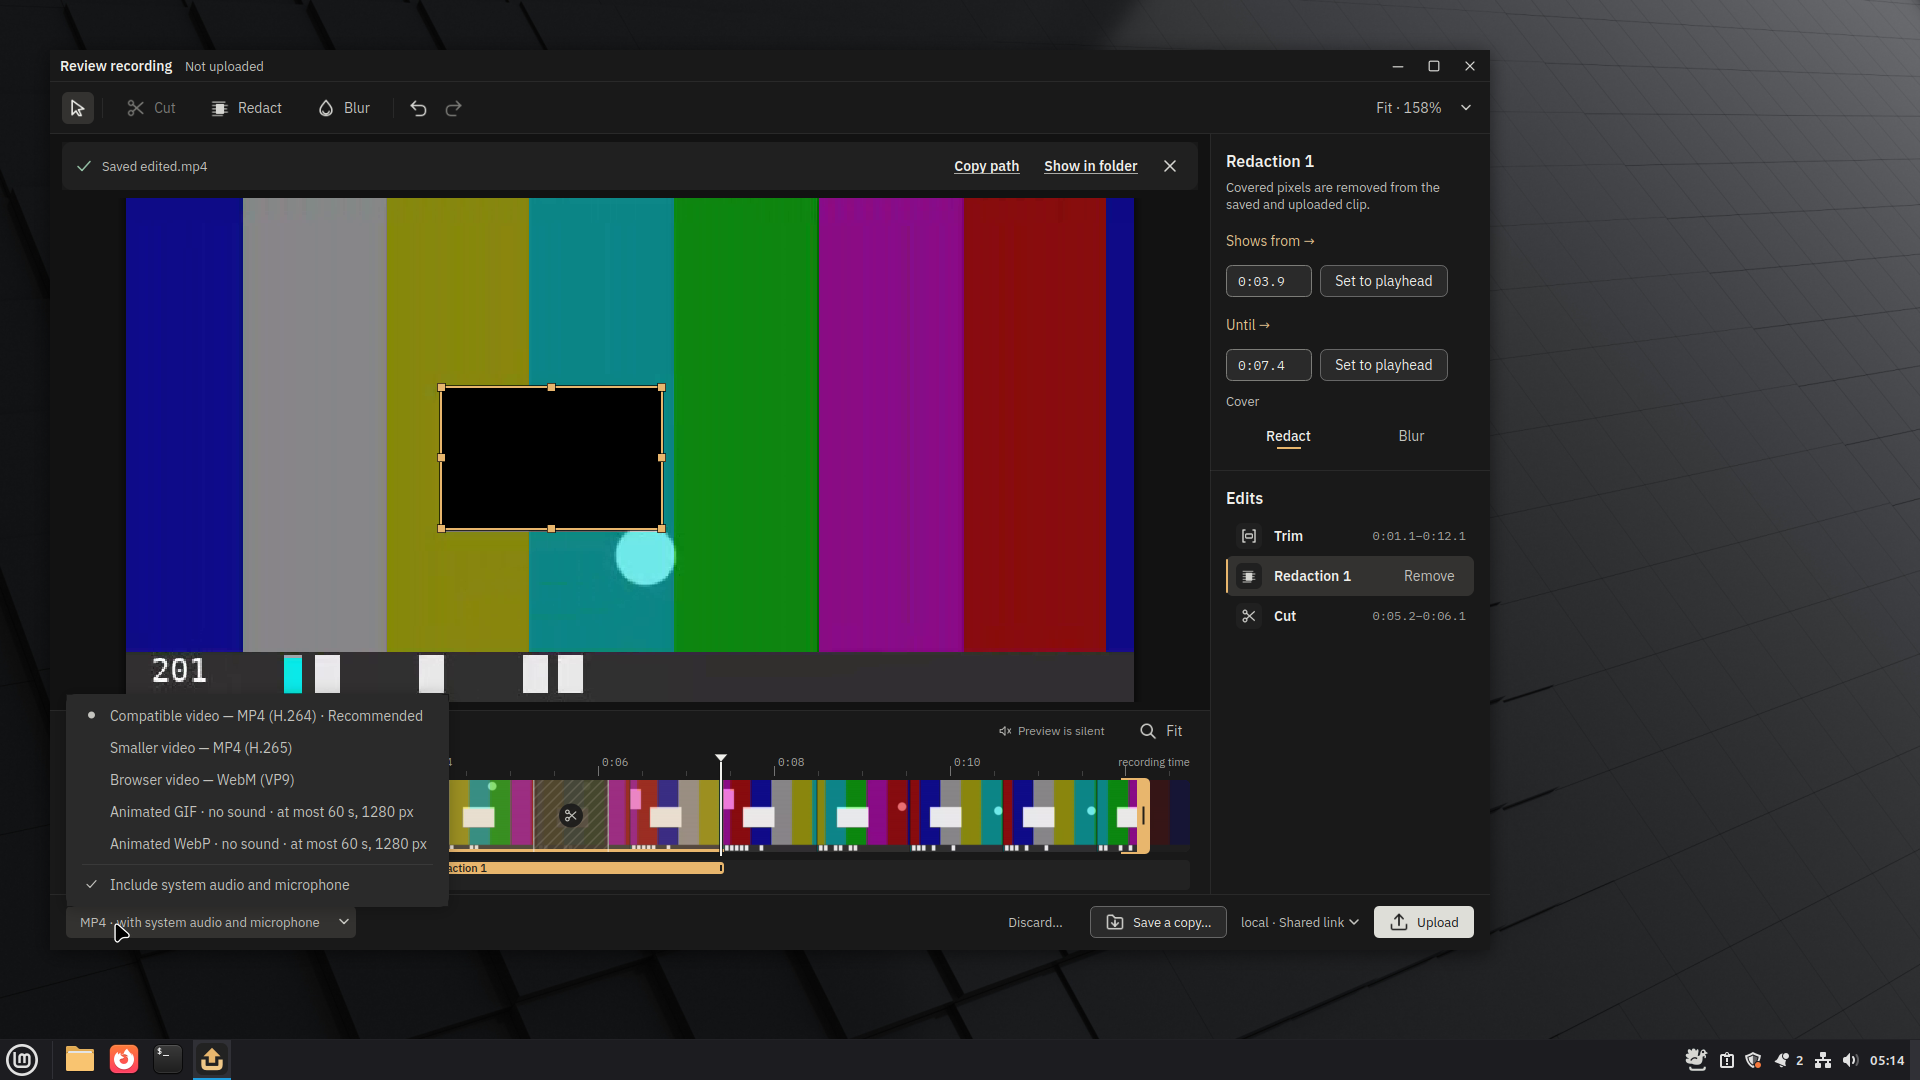 Review recording Not uploaded
Cut Redact Blur Fit · 158%
Saved edited.mp4 Copy path Show in folder
Redaction 1
Covered pixels are removed from the
saved and uploaded clip.
Shows from →
0:03.9 Set to playhead
Until →
0:07.4 Set to playhead
Cover
Redact Blur
Edits
Trim 0:01.1–0:12.1
Redaction 1 Remove
Cut 0:05.2–0:06.1
201
Compatible video — MP4 (H.264) · Recommended
Smaller video — MP4 (H.265)
Browser video — WebM (VP9)
Animated GIF · no sound · at most 60 s, 1280 px
Animated WebP · no sound · at most 60 s, 1280 px
Include system audio and microphone
Preview is silent Fit
0:06 0:08 0:10 recording time
action 1
MP4 · with system audio and microphone Discard... Save a copy... local · Shared link Upload
2 05:14